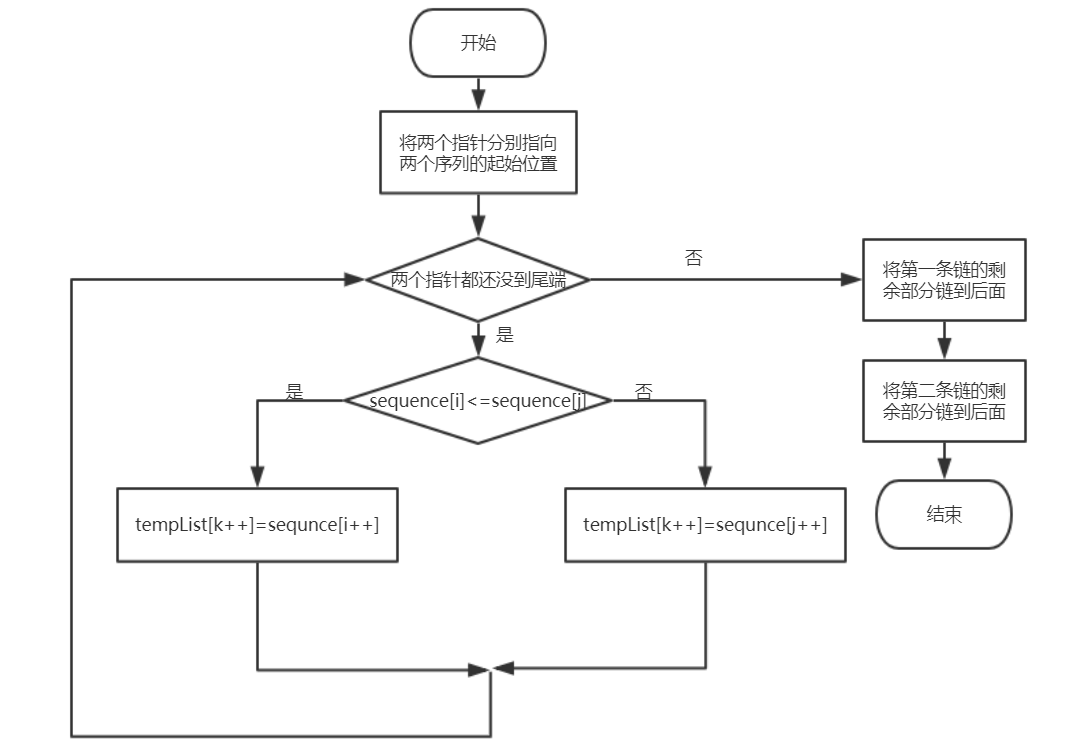 开始
将两个指针分别指向
两个序列的起始位置
两个指针都还没到尾端
否
将第一条链的剩
余部分链到后面
是
将第二条链的剩
余部分链到后面
是
sequence[i]<=sequence[j]
否
tempList[k++]=sequnce[i++]
tempList[k++]=sequnce[j++]
结束